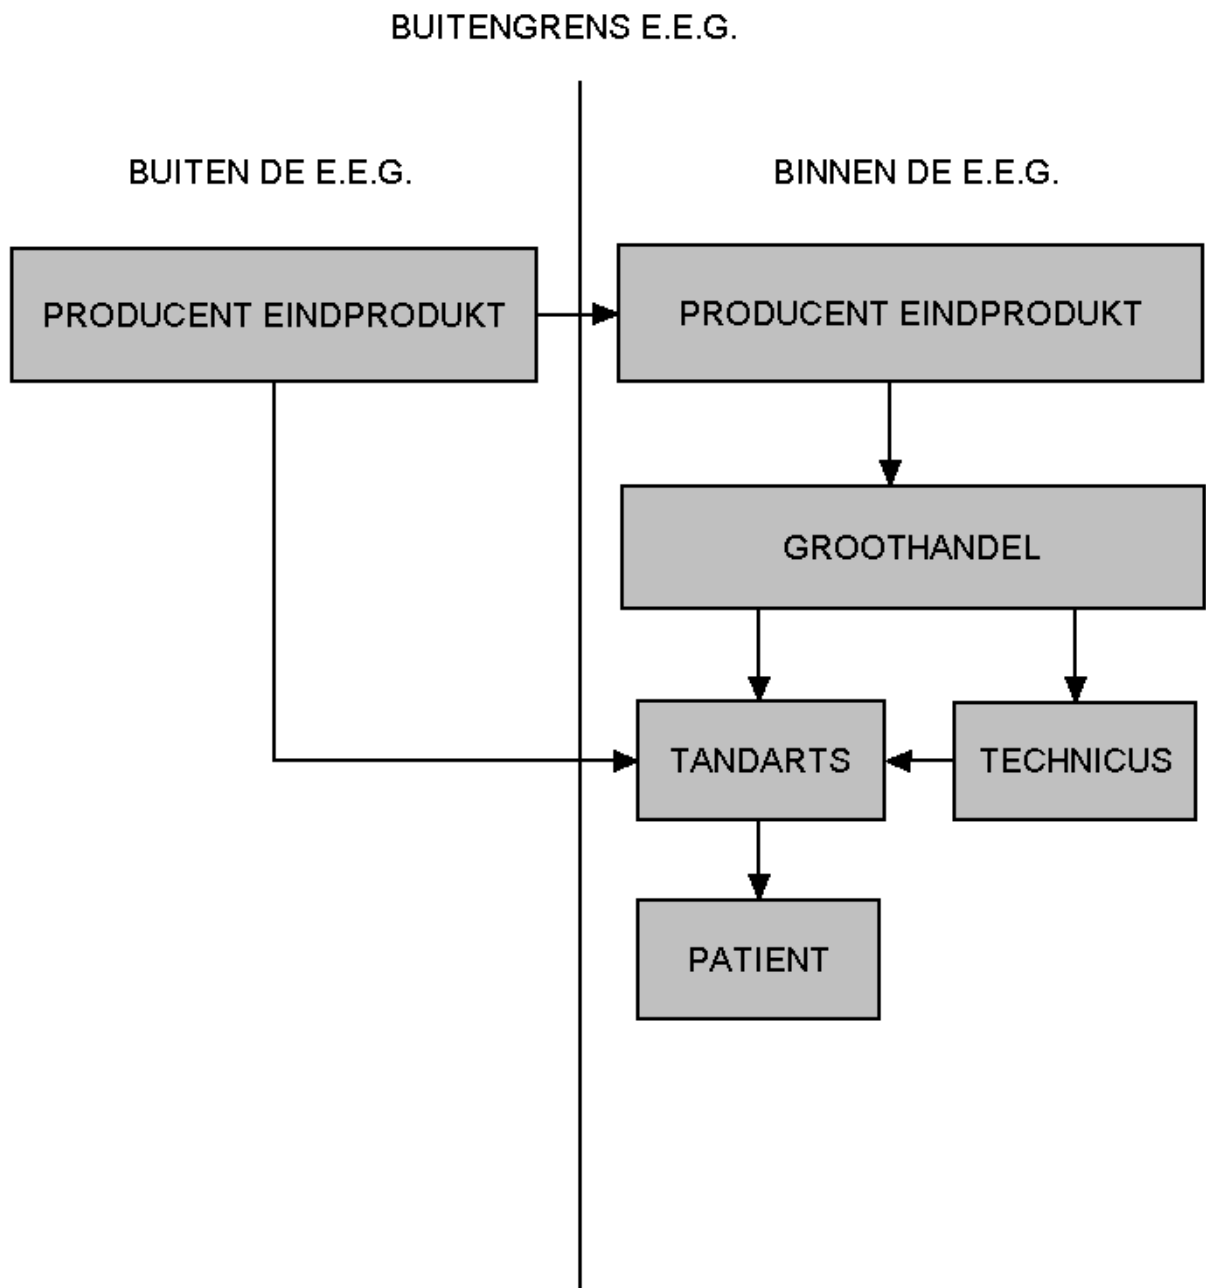 BUITENGRENS E.E.G.
BUITEN DE E.E.G.
BINNEN DE E.E.G.
PRODUCENT EINDPRODUKT
PRODUCENT EINDPRODUKT
GROOTHANDEL
TANDARTS
TECHNICUS
PATIENT